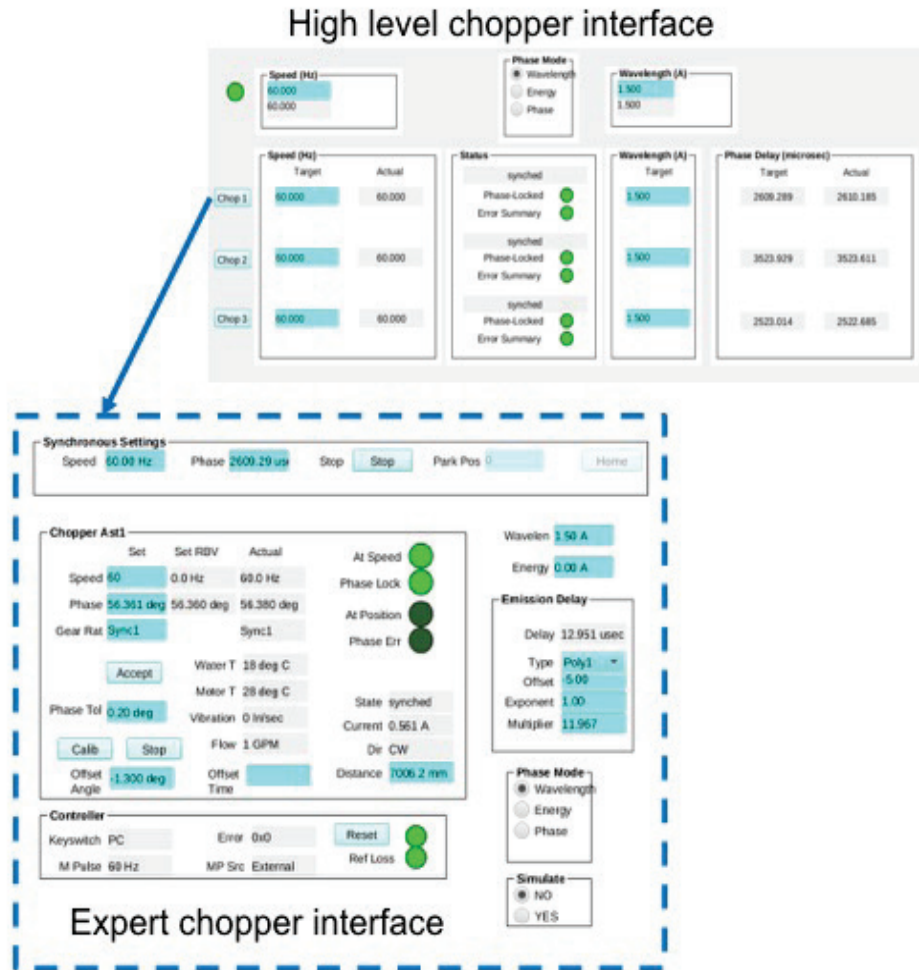 High level chopper interface
Speed (Hz)
60.000
60.000
Phase Mode
Wavelength
Energy
Phase
Wavelength (A)
1.500
1.500
Speed (Hz)
Target Actual
Status
Wavelength (A)
Target
Phase Delay (microsec)
Target Actual
Chop 1 60.000 60.000 synched 1.500 2609.289 2610.185
Phase-Locked
Error Summary
Chop 2 60.000 60.000 synched 1.500 3523.929 3523.611
Phase-Locked
Error Summary
Chop 3 60.000 60.000 synched 1.500 2523.014 2522.685
Phase-Locked
Error Summary
Synchronous Settings
Speed 60.00 Hz Phase 2609.29 use Stop Stop Park Pos 0 Home
Chopper Ast1
Set Set RBV Actual
Speed 60 0.0 Hz 60.0 Hz
Phase 56.361 deg 56.360 deg 56.380 deg
Gear Rat Sync1 Sync1
Accept
Phase Tol 0.20 deg
Calib Stop
Offset Angle -1.300 deg
Water T 18 deg C
Motor T 28 deg C
Vibration 0 In/sec
Flow 1 GPM
Offset Time
At Speed
Phase Lock
At Position
Phase Err
State synched
Current 0.561 A
Dir CW
Distance 7006.2 mm
Wavelen 1.50 A
Energy 0.00 A
Emission Delay
Delay 12.951 usec
Type Poly1
Offset -5.00
Exponent 1.00
Multiplier 11.967
Phase Mode
Wavelength
Energy
Phase
Controller
Keyswitch PC Error 0x0 Reset
M Pulse 60 Hz MP Src External Ref Loss
Simulate
NO
YES
Expert chopper interface